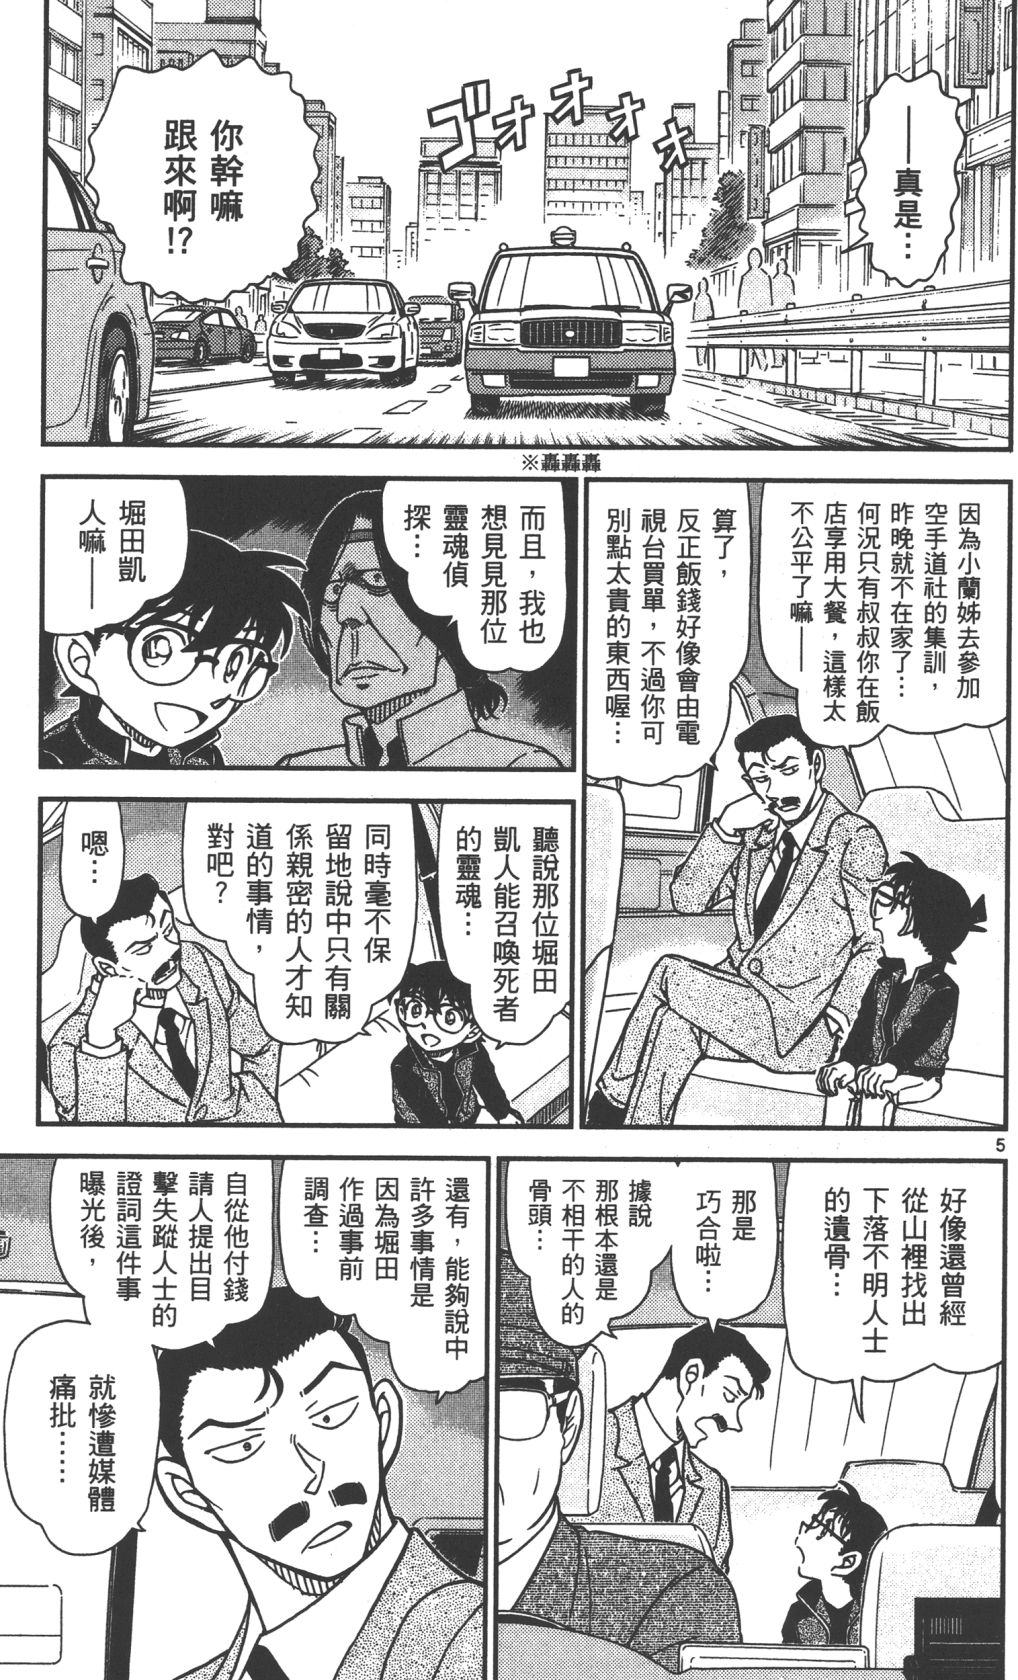 ——真是…
ゴオオオオ
你幹嘛
跟來啊!?
※轟轟轟
因為小蘭姊去參加
空手道社的集訓，
昨晚就不在家了…
何況只有叔叔你在飯
店享用大餐，這樣太
不公平了嘛——
算了，
反正飯錢好像會由電
視台買單，不過你可
別點太貴的東西喔…
而且，我也
想見見那位
靈魂偵
探…
堀田凱
人嘛——
聽說那位堀田
凱人能召喚死者
的靈魂…
同時毫不保
留地說中只有關
係親密的人才知
道的事情，
對吧？
嗯…
5
好像還曾經
從山裡找出
下落不明人士
的遺骨…
那是
巧合啦…
據說
那根本還是
不相干的人的
骨頭…
還有，能夠說中
許多事情是
因為堀田
作過事前
調查…
自從他付錢
請人提出目
擊失蹤人士的
證詞這件事
曝光後，
就慘遭媒體
痛批……